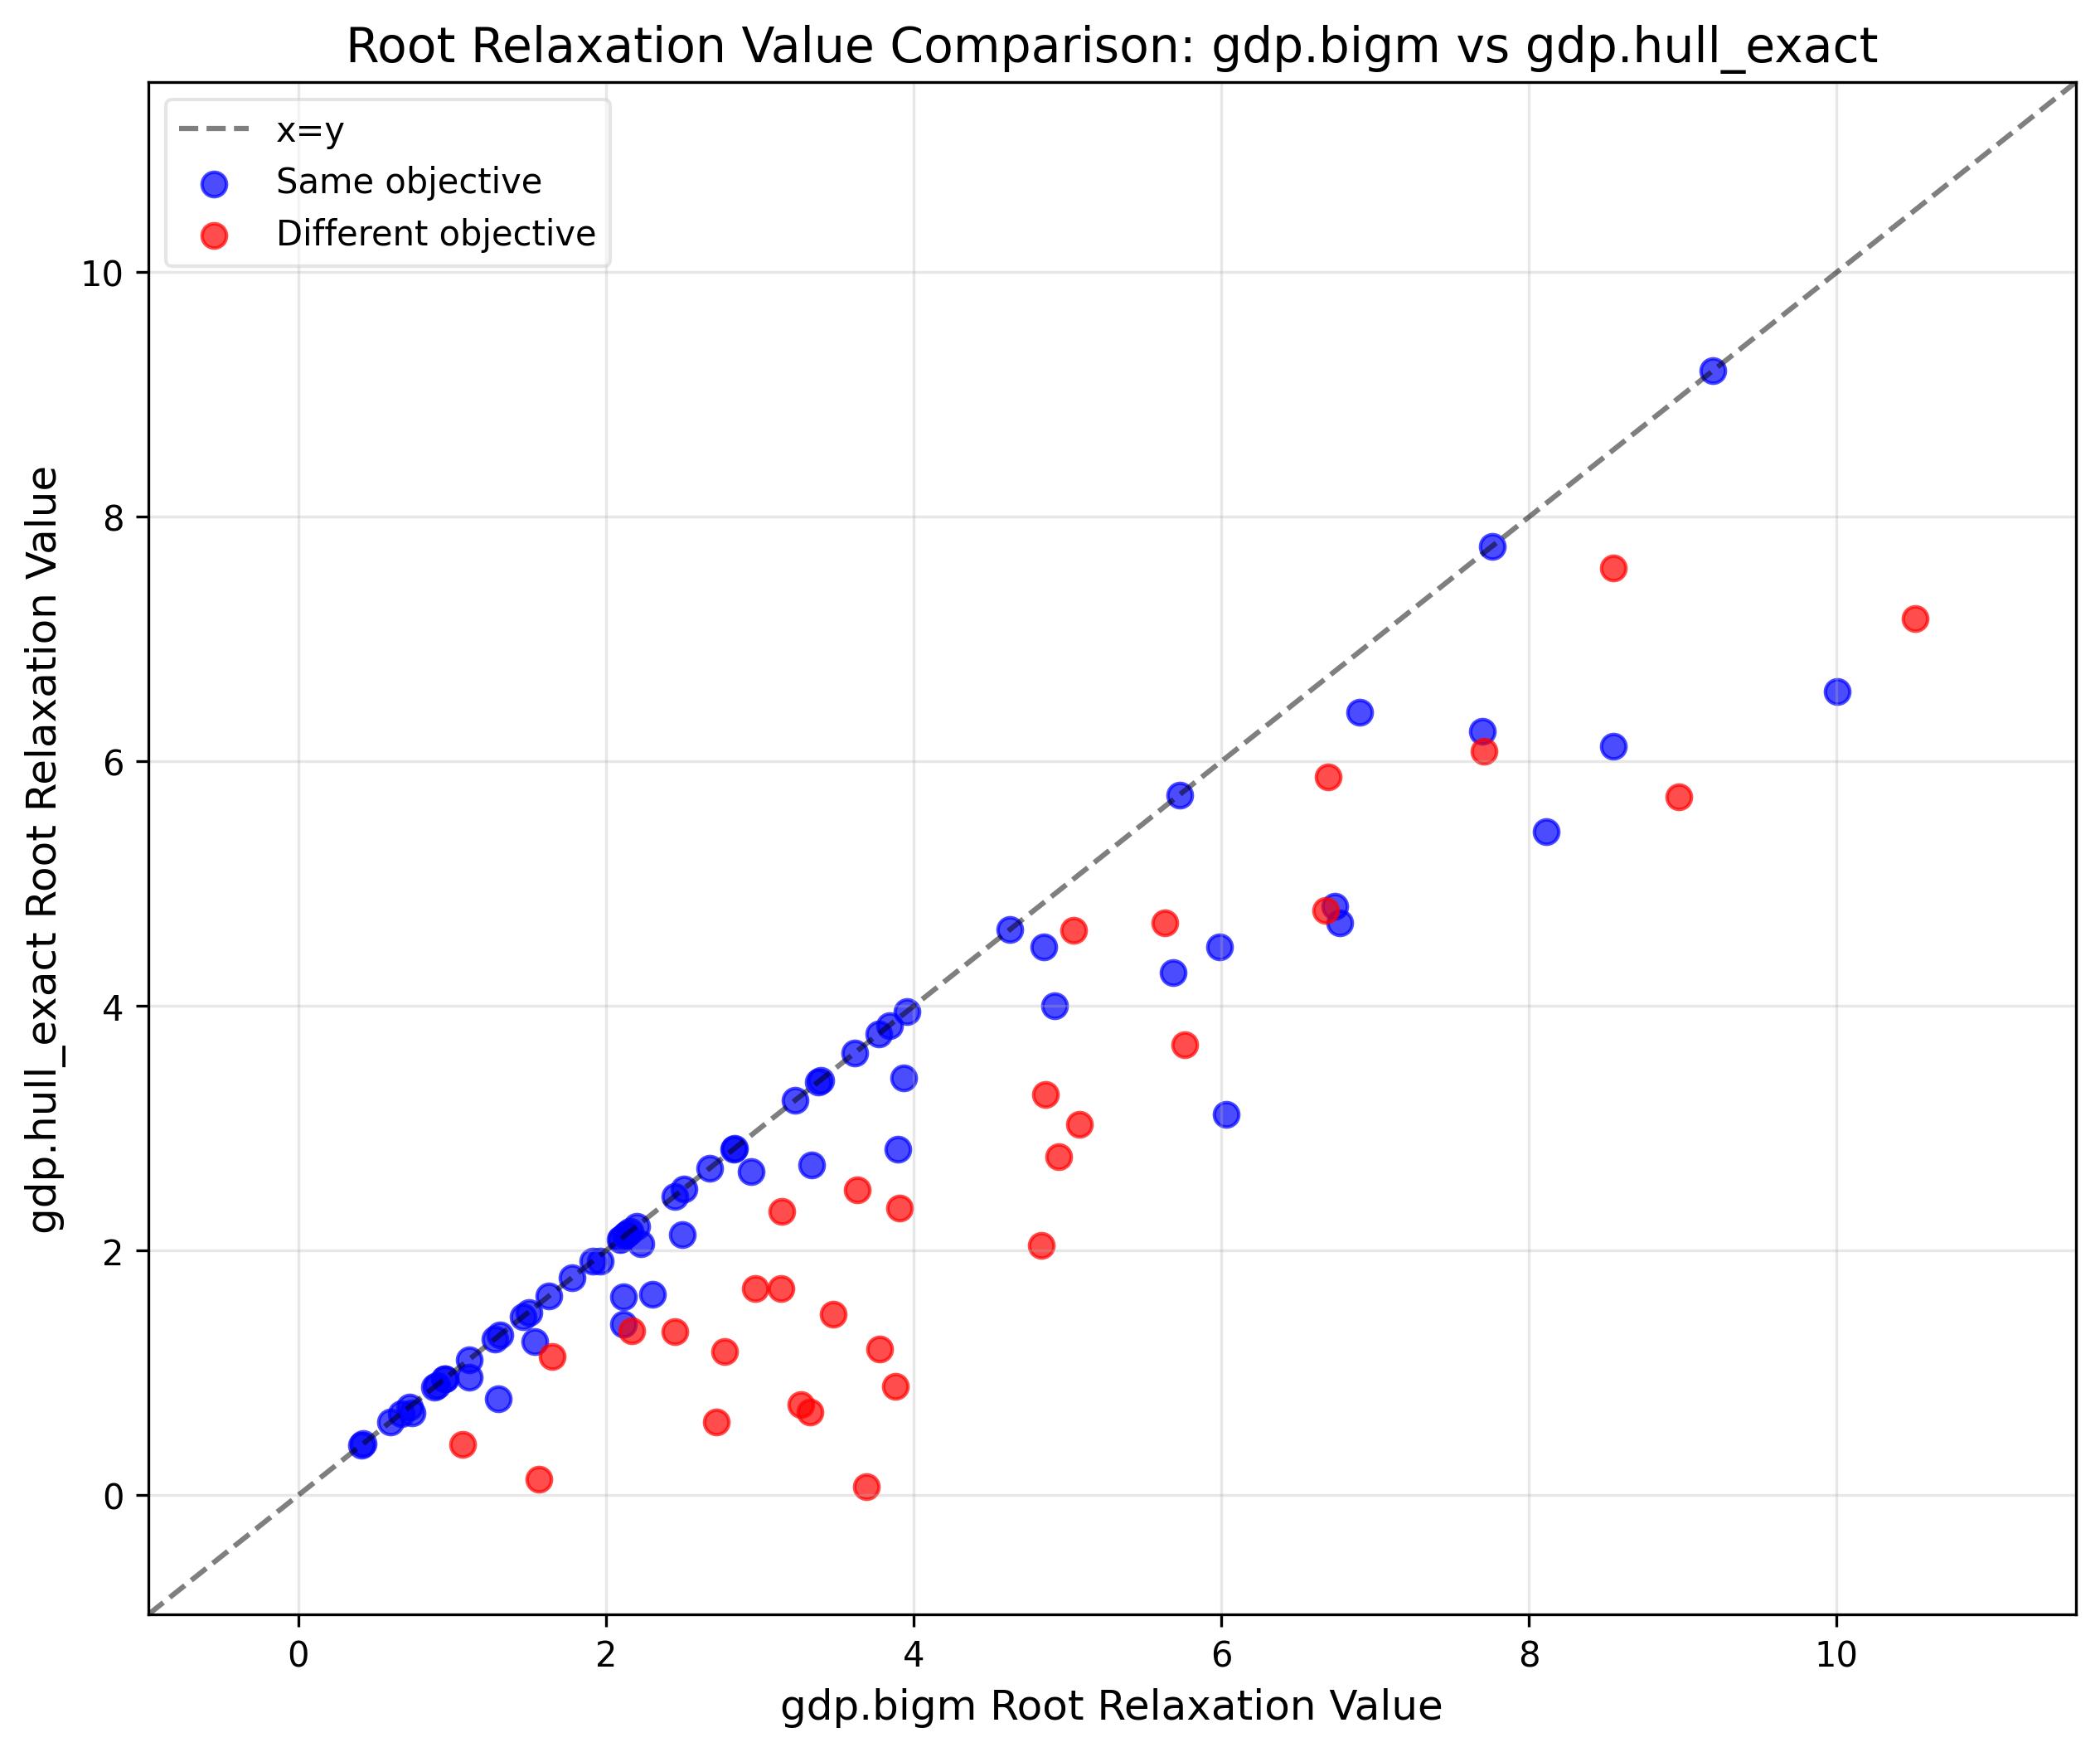 Root Relaxation Value Comparison: gdp.bigm vs gdp.hull_exact
x=y
Same objective
Different objective
gdp.hull_exact Root Relaxation Value
10
8
6
4
2
0
0
2
4
6
8
10
gdp.bigm Root Relaxation Value